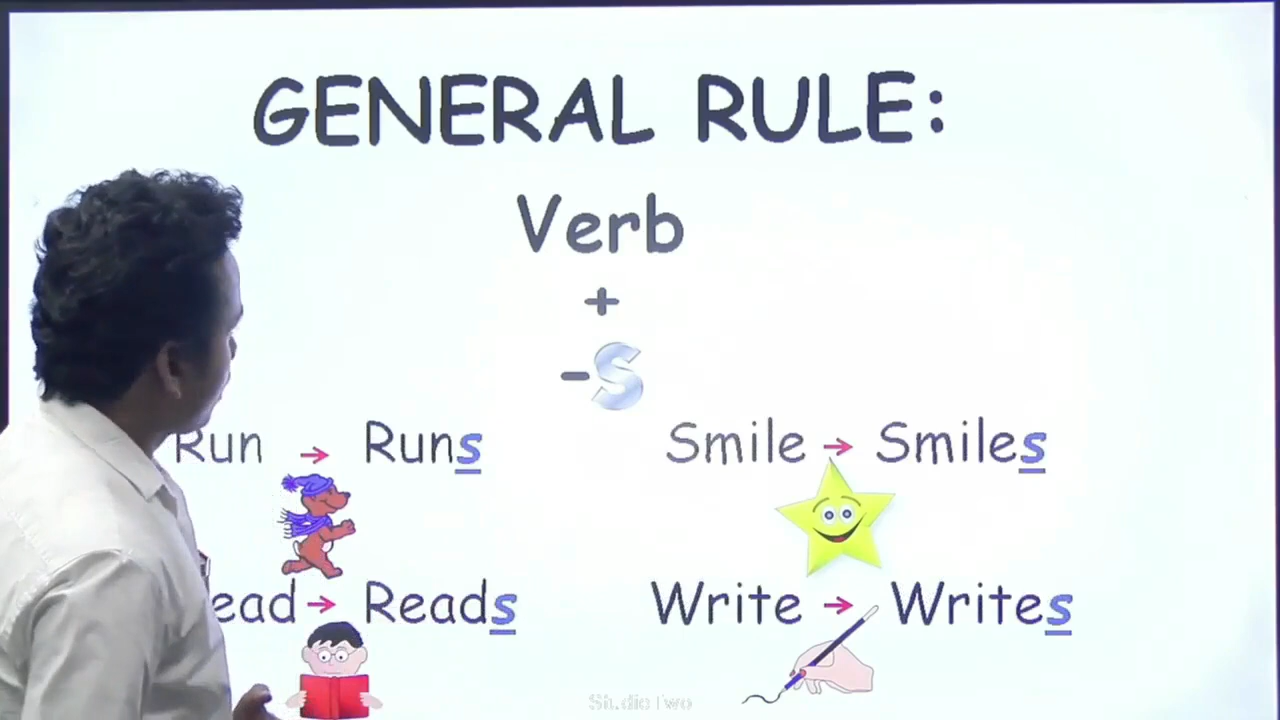 GENERAL RULE:
Verb
+
-S
Run → Runs Smile → Smiles
ead → Reads Write → Writes